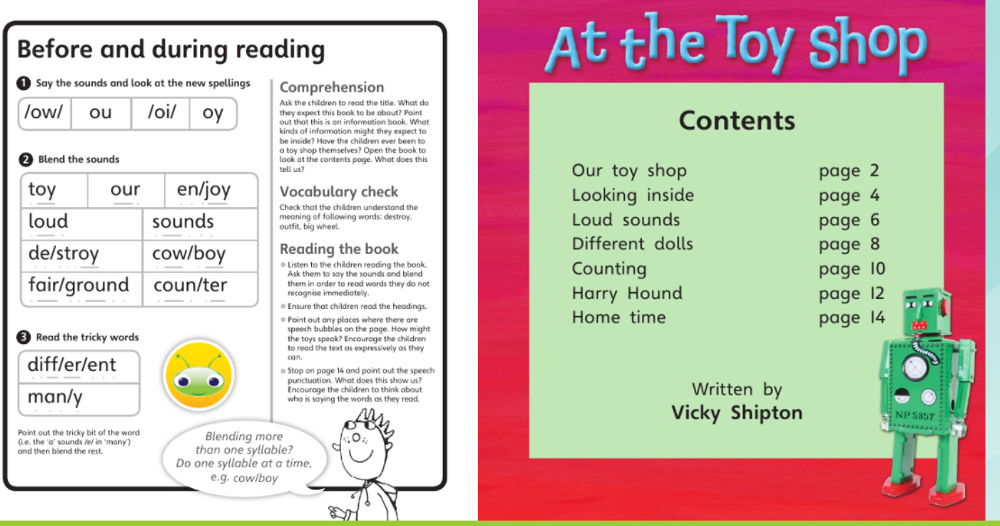 Before and during reading
1 Say the sounds and look at the new spellings
/ow/ ou /oi/ oy
2 Blend the sounds
toy our en/joy
loud sounds
de/stroy cow/boy
fair/ground coun/ter
3 Read the tricky words
diff/er/ent
man/y
Point out the tricky bit of the word
(i.e. the 'a' sounds /e/ in 'many')
and then blend the rest.
Blending more
than one syllable?
Do one syllable at a time,
e.g. cow/boy
Comprehension
Ask the children to read the title. What do
they expect this book to be about? Point
out that this is an information book. What
kinds of information might they expect to
be inside? Have the children ever been to
a toy shop themselves? Open the book to
look at the contents page. What does this
tell us?
Vocabulary check
Check that the children understand the
meaning of following words: destroy,
outfit, big wheel.
Reading the book
Listen to the children reading the book.
Ask them to say the sounds and blend
them in order to read words they do not
recognise immediately.
Ensure that children read the headings.
Point out any places where there are
speech bubbles on the page. How might
the toys speak? Encourage the children
to read the text as expressively as they
can.
Stop on page 14 and point out the speech
punctuation. What does this show us?
Encourage the children to think about
who is saying the words as they read.
At the Toy Shop
Contents
Our toy shop page 2
Looking inside page 4
Loud sounds page 6
Different dolls page 8
Counting page 10
Harry Hound page 12
Home time page 14
Written by
Vicky Shipton
NP 5857